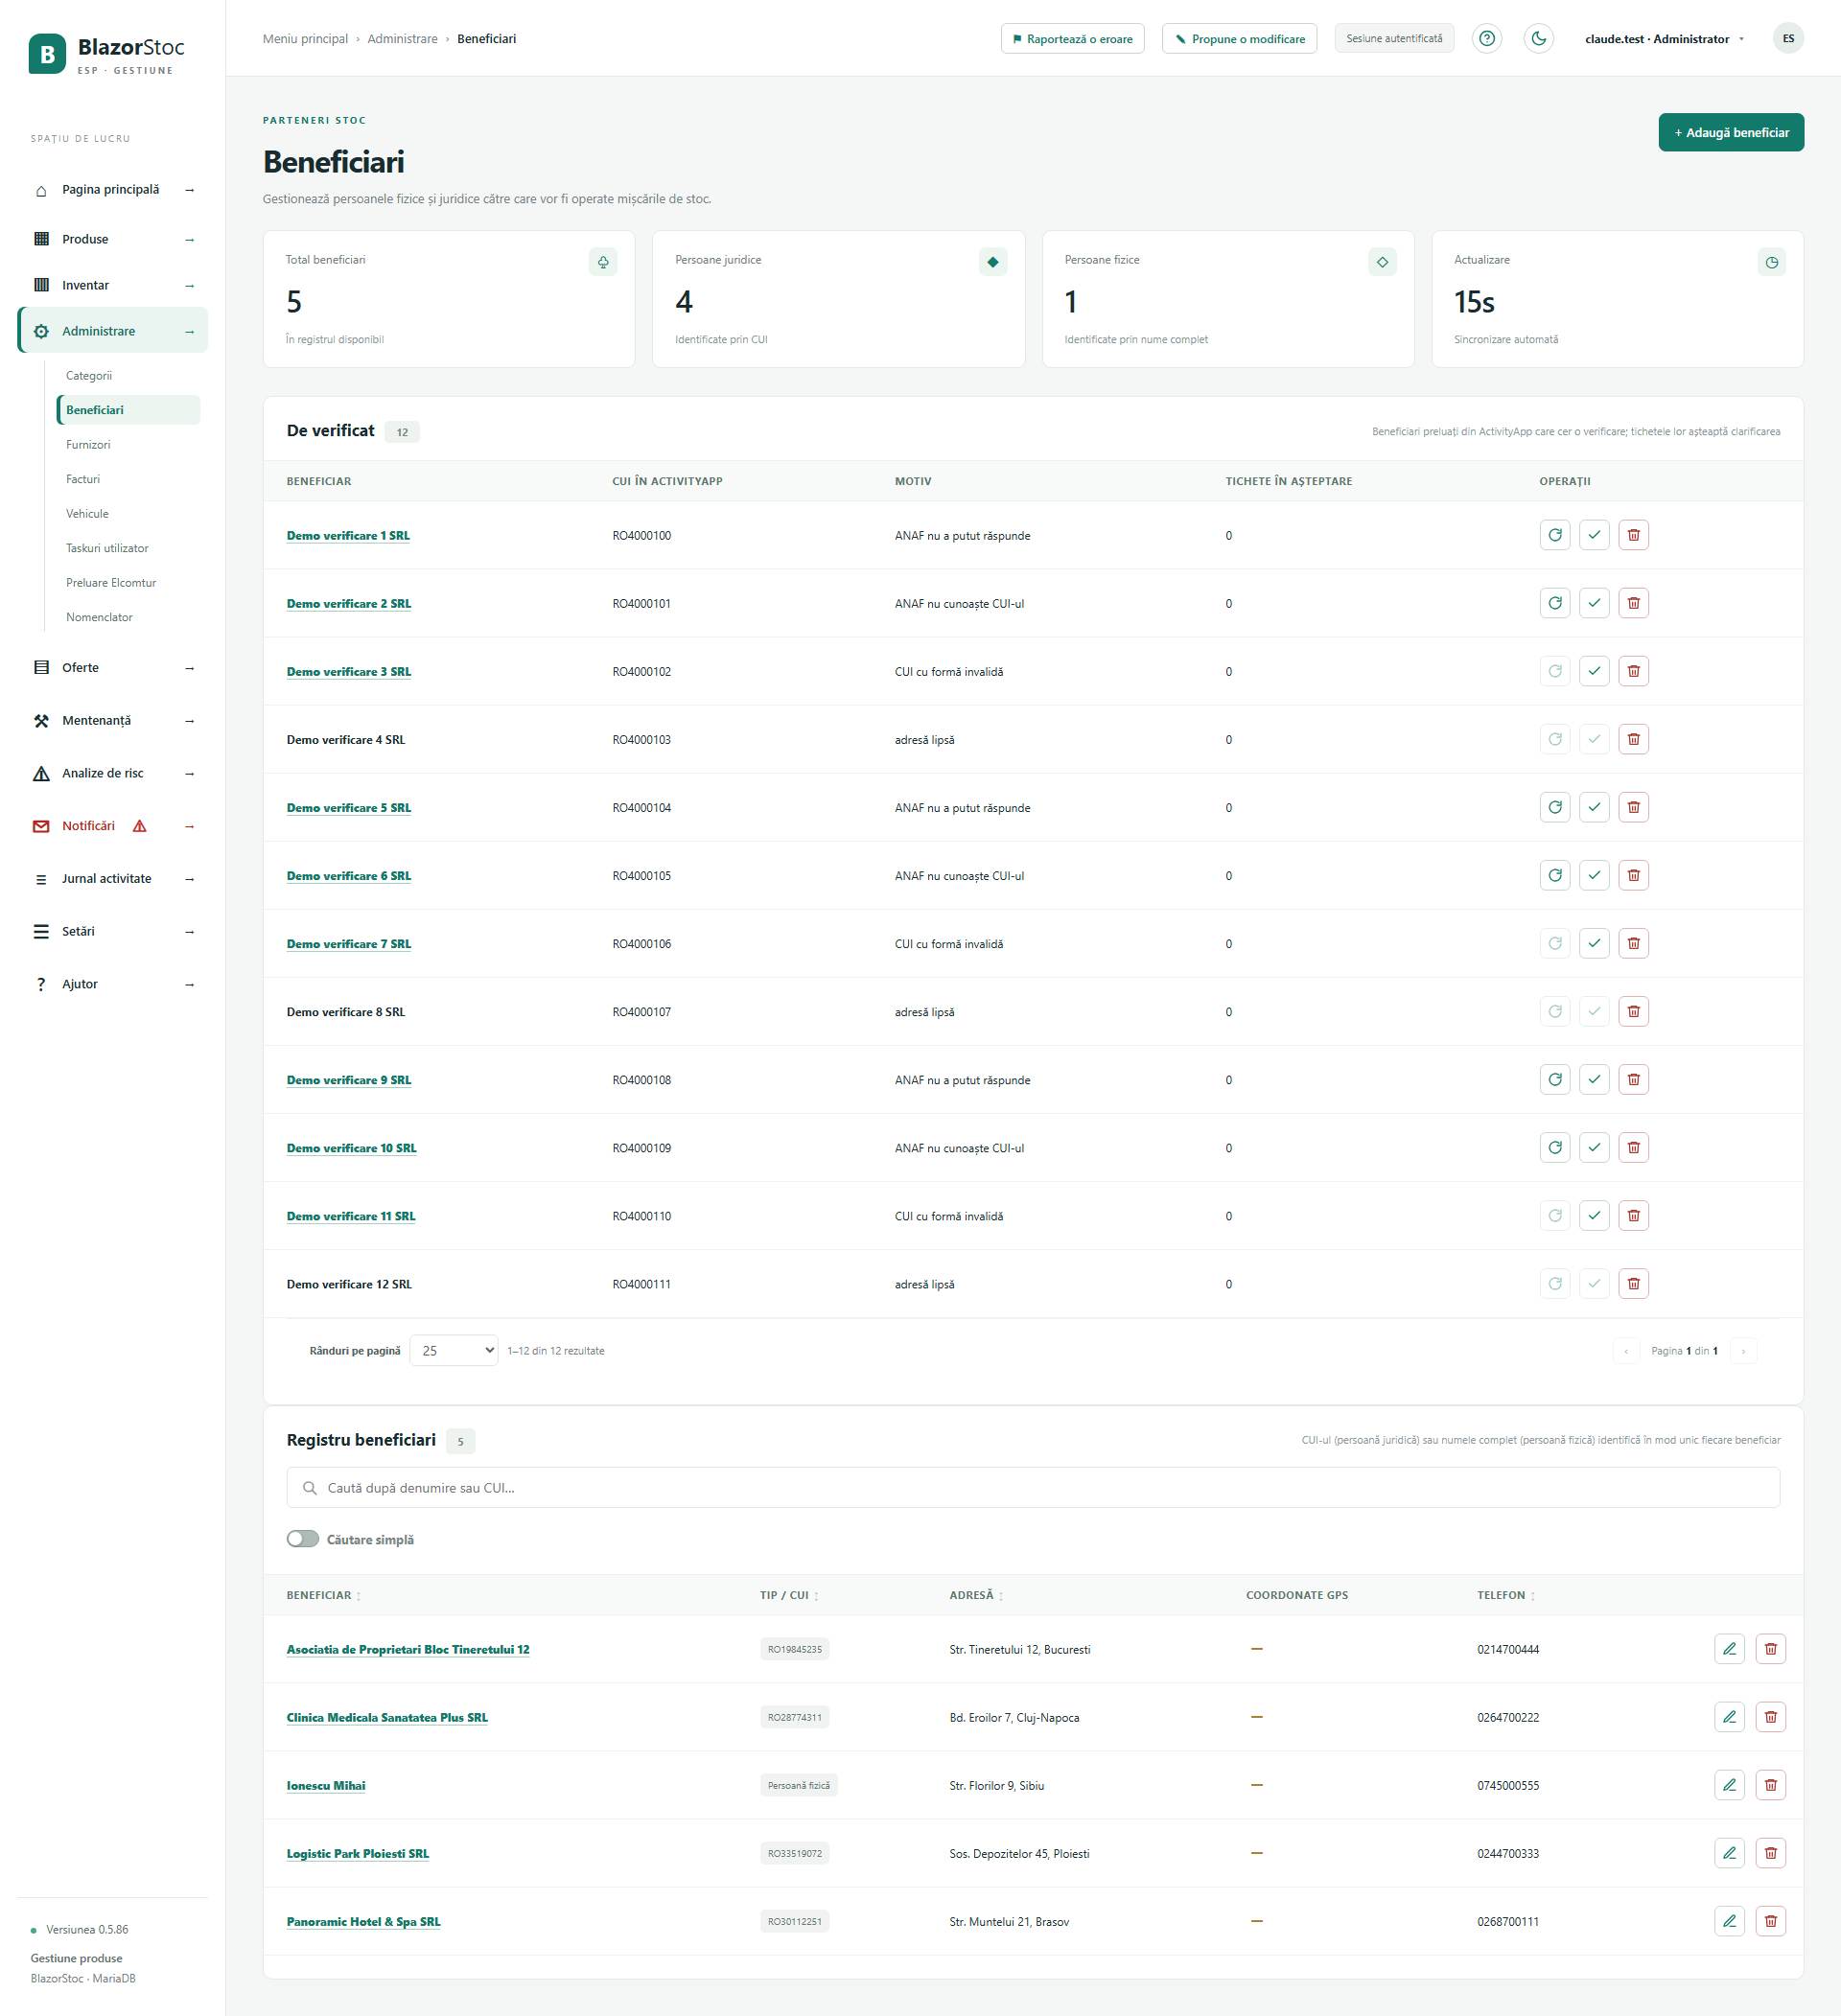 B BlazorStoc
ESP · GESTIUNE
SPAȚIU DE LUCRU
Pagina principală →
Produse →
Inventar →
Administrare →
Categorii
Beneficiari
Furnizori
Facturi
Vehicule
Taskuri utilizator
Preluare Elcomtur
Nomenclator
Oferte →
Mentenanță →
Analize de risc →
Notificări →
Jurnal activitate →
Setări →
? Ajutor →
Versiunea 0.5.86
Gestiune produse
BlazorStoc · MariaDB
Meniu principal › Administrare › Beneficiari
Raportează o eroare
Propune o modificare
Sesiune autentificată
claude.test · Administrator
ES
PARTENERI STOC
Beneficiari
Gestionează persoanele fizice și juridice către care vor fi operate mișcările de stoc.
+ Adaugă beneficiar
Total beneficiari
5
În registrul disponibil
Persoane juridice
4
Identificate prin CUI
Persoane fizice
1
Identificate prin nume complet
Actualizare
15s
Sincronizare automată
De verificat 12
Beneficiari preluați din ActivityApp care cer o verificare; tichetele lor așteaptă clarificarea
BENEFICIAR CUI ÎN ACTIVITYAPP MOTIV TICHETE ÎN AȘTEPTARE OPERAȚII
Demo verificare 1 SRL RO4000100 ANAF nu a putut răspunde 0
Demo verificare 2 SRL RO4000101 ANAF nu cunoaște CUI-ul 0
Demo verificare 3 SRL RO4000102 CUI cu formă invalidă 0
Demo verificare 4 SRL RO4000103 adresă lipsă 0
Demo verificare 5 SRL RO4000104 ANAF nu a putut răspunde 0
Demo verificare 6 SRL RO4000105 ANAF nu cunoaște CUI-ul 0
Demo verificare 7 SRL RO4000106 CUI cu formă invalidă 0
Demo verificare 8 SRL RO4000107 adresă lipsă 0
Demo verificare 9 SRL RO4000108 ANAF nu a putut răspunde 0
Demo verificare 10 SRL RO4000109 ANAF nu cunoaște CUI-ul 0
Demo verificare 11 SRL RO4000110 CUI cu formă invalidă 0
Demo verificare 12 SRL RO4000111 adresă lipsă 0
Rânduri pe pagină 25 1–12 din 12 rezultate ‹ Pagina 1 din 1 ›
Registru beneficiari 5
CUI-ul (persoană juridică) sau numele complet (persoană fizică) identifică în mod unic fiecare beneficiar
Caută după denumire sau CUI...
Căutare simplă
BENEFICIAR TIP / CUI ADRESĂ COORDONATE GPS TELEFON
Asociatia de Proprietari Bloc Tineretului 12 RO19845235 Str. Tineretului 12, Bucuresti — 0214700444
Clinica Medicala Sanatatea Plus SRL RO28774311 Bd. Eroilor 7, Cluj-Napoca — 0264700222
Ionescu Mihai Persoană fizică Str. Florilor 9, Sibiu — 0745000555
Logistic Park Ploiesti SRL RO33519072 Sos. Depozitelor 45, Ploiesti — 0244700333
Panoramic Hotel & Spa SRL RO30112251 Str. Muntelui 21, Brasov — 0268700111